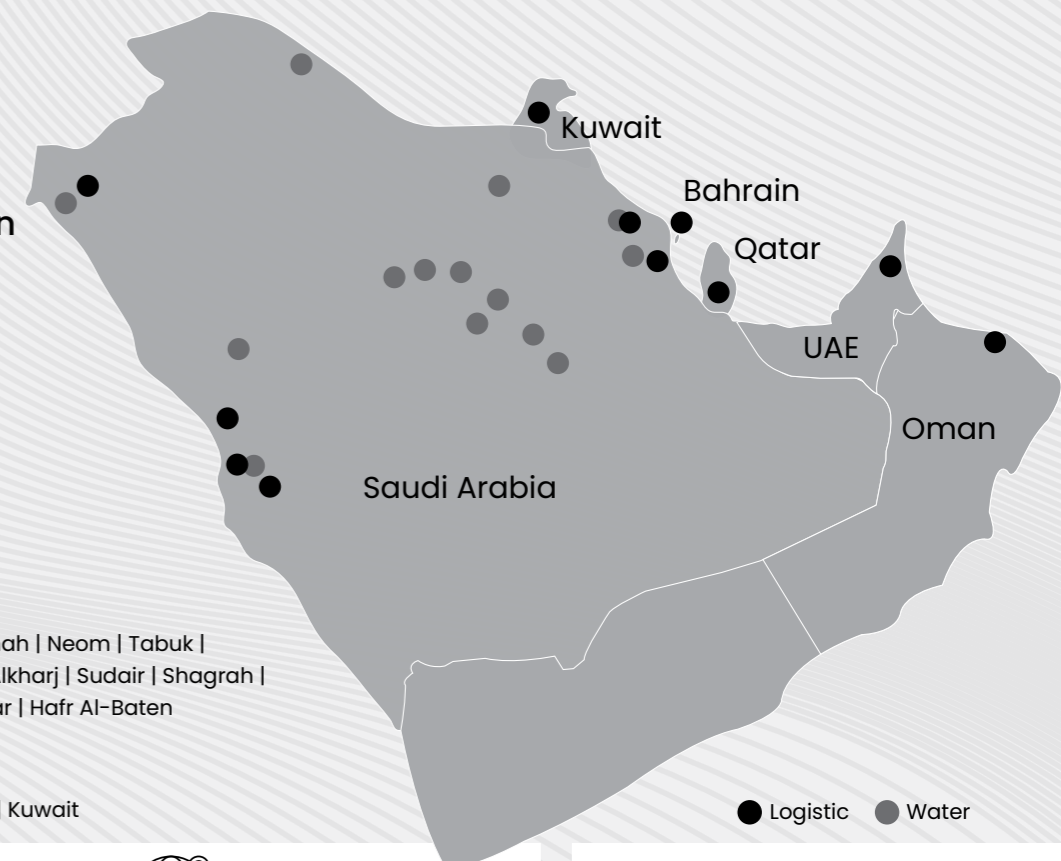 Kuwait
Bahrain
n
Qatar
UAE
Oman
Saudi Arabia
ah | Neom | Tabuk |
lkharj | Sudair | Shagrah |
ar | Hafr Al-Baten
| Kuwait
Logistic
Water